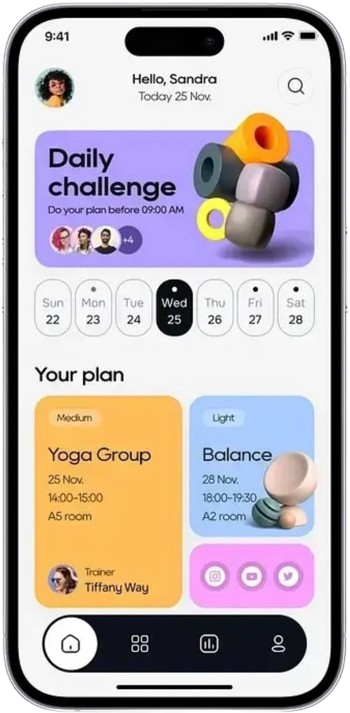 9:41
Hello, Sandra
Today 25 Nov.
Daily
challenge
Do your plan before 09:00 AM
+4
Sun Mon Tue Wed Thu Fri Sat
22 23 24 25 26 27 28
Your plan
Medium
Yoga Group
25 Nov.
14:00-15:00
A5 room
Trainer
Tiffany Way
Light
Balance
28 Nov.
18:00-19:30
A2 room